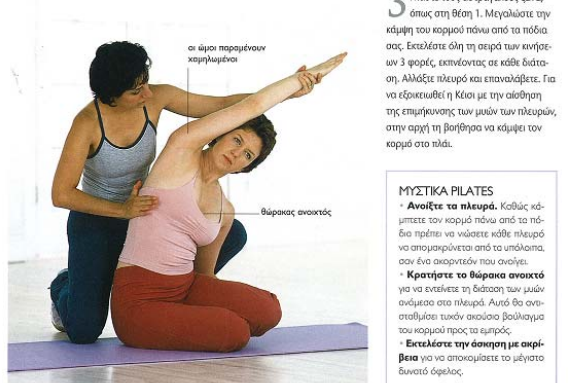 οι ώμοι παραμένουν
χαμηλωμένοι
θώρακας ανοιχτός
3
όπως στη θέση 1. Μεγαλώστε την
κάμψη του κορμού πάνω από τα πόδια
σας. Εκτελέστε όλη τη σειρά των κινήσε-
ων 3 φορές, εκπνέοντας σε κάθε διάτα-
ση. Αλλάξτε πλευρό και επαναλάβετε. Για
να εξοικειωθεί η Κέισι με την αίσθηση
της επιμήκυνσης των μυών των πλευρών,
στην αρχή τη βοήθησα να κάμψει τον
κορμό στο πλάι.
ΜΥΣΤΙΚΑ PILATES
• Ανοίξτε τα πλευρά. Καθώς κά-
μπτετε τον κορμό πάνω από τα πό-
δια πρέπει να νιώσετε κάθε πλευρό
να απομακρύνεται από τα υπόλοιπα,
σαν ένα ακορντεόν που ανοίγει.
• Κρατήστε το θώρακα ανοιχτό
για να εντείνετε τη διάταση των μυών
ανάμεσα στα πλευρά. Αυτό θα αντι-
σταθμίσει τυχόν ακούσιο βούλιαγμα
του κορμού προς τα εμπρός.
• Εκτελέστε την άσκηση με ακρί-
βεια για να αποκομίσετε το μέγιστο
δυνατό όφελος.